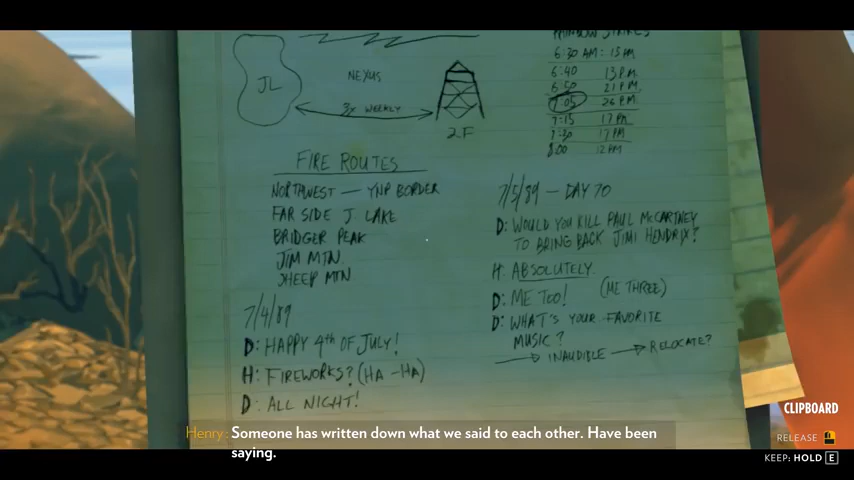 RAINBOW STRIKES
6:30 AM: 15 PM
6:40 13 P.M.
6:50 21 P.M.
7:05 26 P.M.
7:15 17 PM
7:30 17 PM
8:00 12 PM
JL
NEXUS
3X WEEKLY
2-F
FIRE ROUTES
NORTHWEST — YNP BORDER
FAR SIDE J. LAKE
BRIDGER PEAK
JIM MTN.
SHEEP MTN
7/4/89
D: HAPPY 4th OF JULY!
H: FIREWORKS? (HA-HA)
D: ALL NIGHT!
7/5/89 — DAY 70
D: WOULD YOU KILL PAUL McCARTNEY
TO BRING BACK JIMI HENDRIX?
H: ABSOLUTELY.
D: ME TOO! (ME THREE)
D: WHAT'S YOUR FAVORITE
MUSIC?
→ INAUDIBLE → RELOCATE?
CLIPBOARD
RELEASE
KEEP: HOLD E
Henry: Someone has written down what we said to each other. Have been
saying.